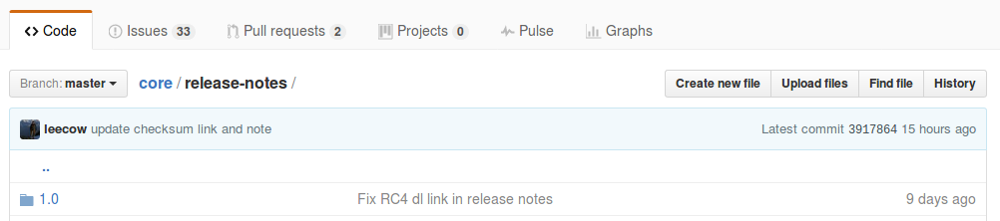 Code Issues 33 Pull requests 2 Projects 0 Pulse Graphs
Branch: master core / release-notes / Create new file Upload files Find file History
leecow update checksum link and note Latest commit 3917864 15 hours ago
..
1.0 Fix RC4 dl link in release notes 9 days ago